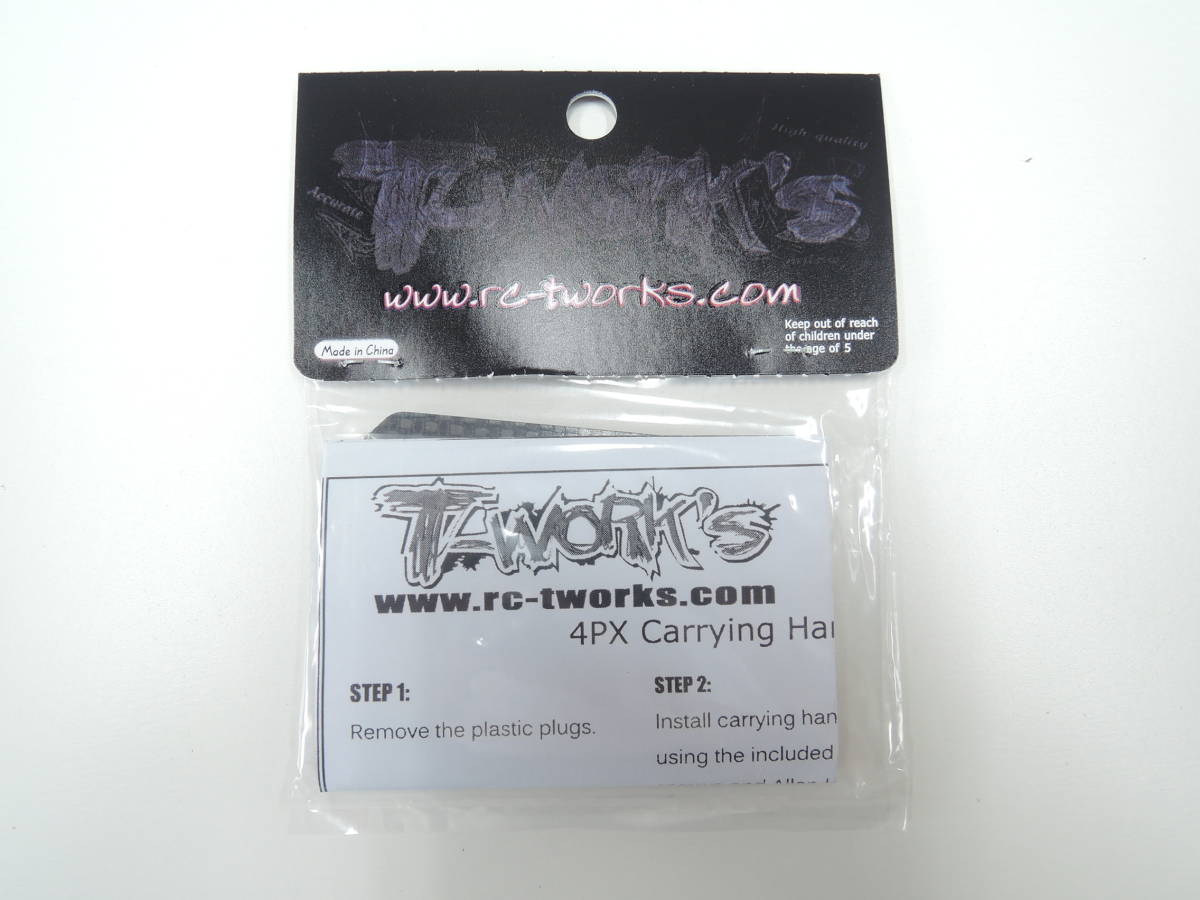 High quality
Accurate
T-Work's
www.rc-tworks.com
Keep out of reach
of children under
the age of 5
Made in China
T-WORK's
www.rc-tworks.com
4PX Carrying Ha
STEP 1:
Remove the plastic plugs.
STEP 2:
Install carrying han
using the included